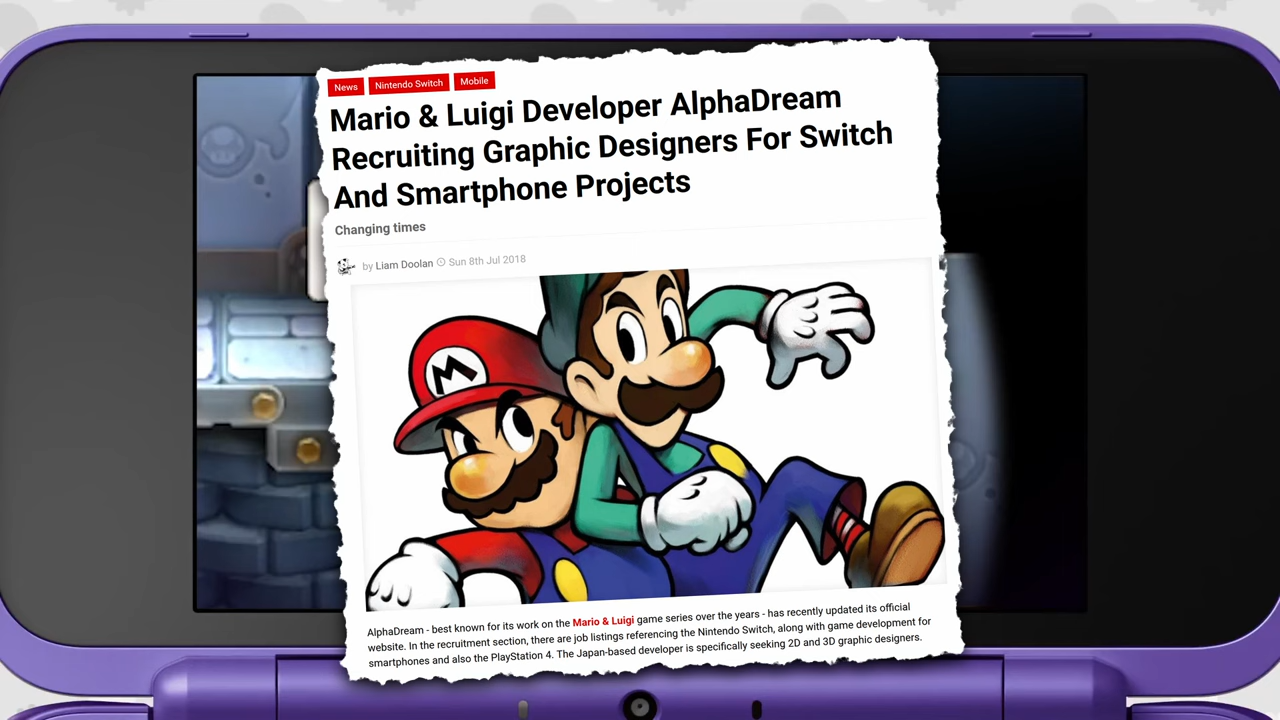 News Nintendo Switch Mobile
Mario & Luigi Developer AlphaDream
Recruiting Graphic Designers For Switch
And Smartphone Projects
Changing times
by Liam Doolan Sun 8th Jul 2018
M
AlphaDream - best known for its work on the Mario & Luigi game series over the years - has recently updated its official
website. In the recruitment section, there are job listings referencing the Nintendo Switch, along with game development for
smartphones and also the PlayStation 4. The Japan-based developer is specifically seeking 2D and 3D graphic designers.